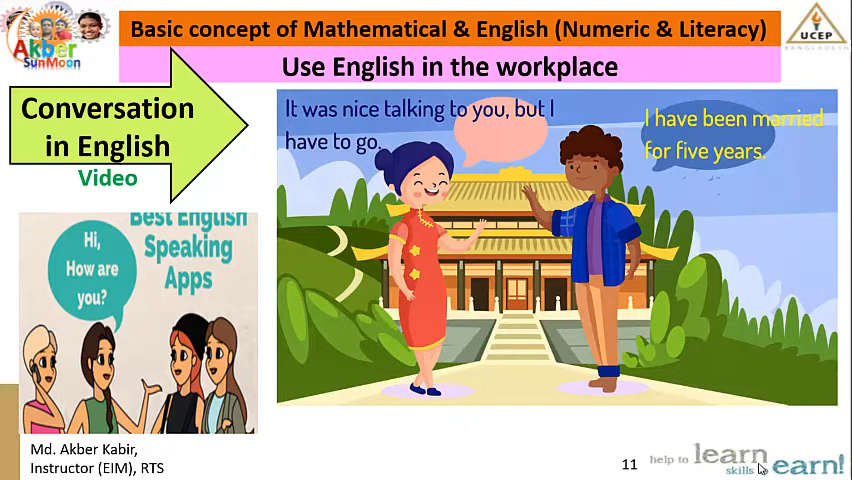 Akber
SunMoon
Basic concept of Mathematical & English (Numeric & Literacy)
UCEP
BANGLADESH
Use English in the workplace
Conversation
in English
Video
It was nice talking to you, but I
have to go.
I have been married
for five years.
Best English
Speaking
Apps
Hi,
How are
you?
Md. Akber Kabir,
Instructor (EIM), RTS
11
help to learn
skills to earn!